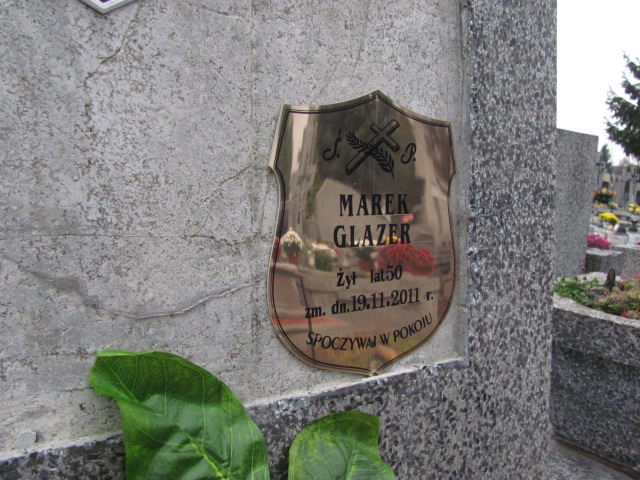 Ś. P.
MAREK
GLAZER
Żył lat 50
zm. dn. 19.11.2011 r.
SPOCZYWAJ W POKOJU